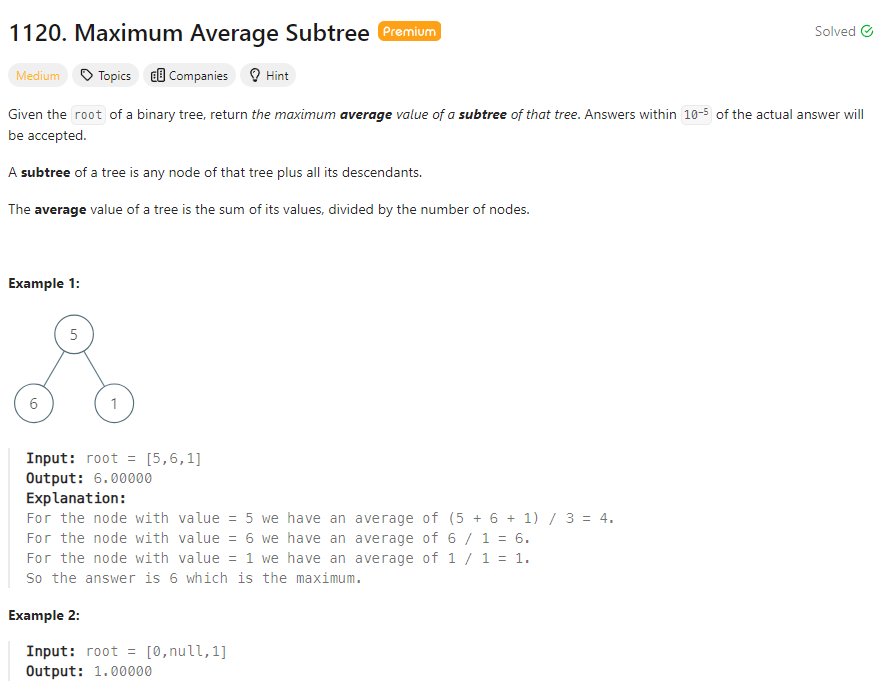 1120. Maximum Average Subtree Premium Solved
Medium Topics Companies Hint
Given the root of a binary tree, return the maximum average value of a subtree of that tree. Answers within 10⁻⁵ of the actual answer will
be accepted.
A subtree of a tree is any node of that tree plus all its descendants.
The average value of a tree is the sum of its values, divided by the number of nodes.
Example 1:
5
6 1
Input: root = [5,6,1]
Output: 6.00000
Explanation:
For the node with value = 5 we have an average of (5 + 6 + 1) / 3 = 4.
For the node with value = 6 we have an average of 6 / 1 = 6.
For the node with value = 1 we have an average of 1 / 1 = 1.
So the answer is 6 which is the maximum.
Example 2:
Input: root = [0,null,1]
Output: 1.00000